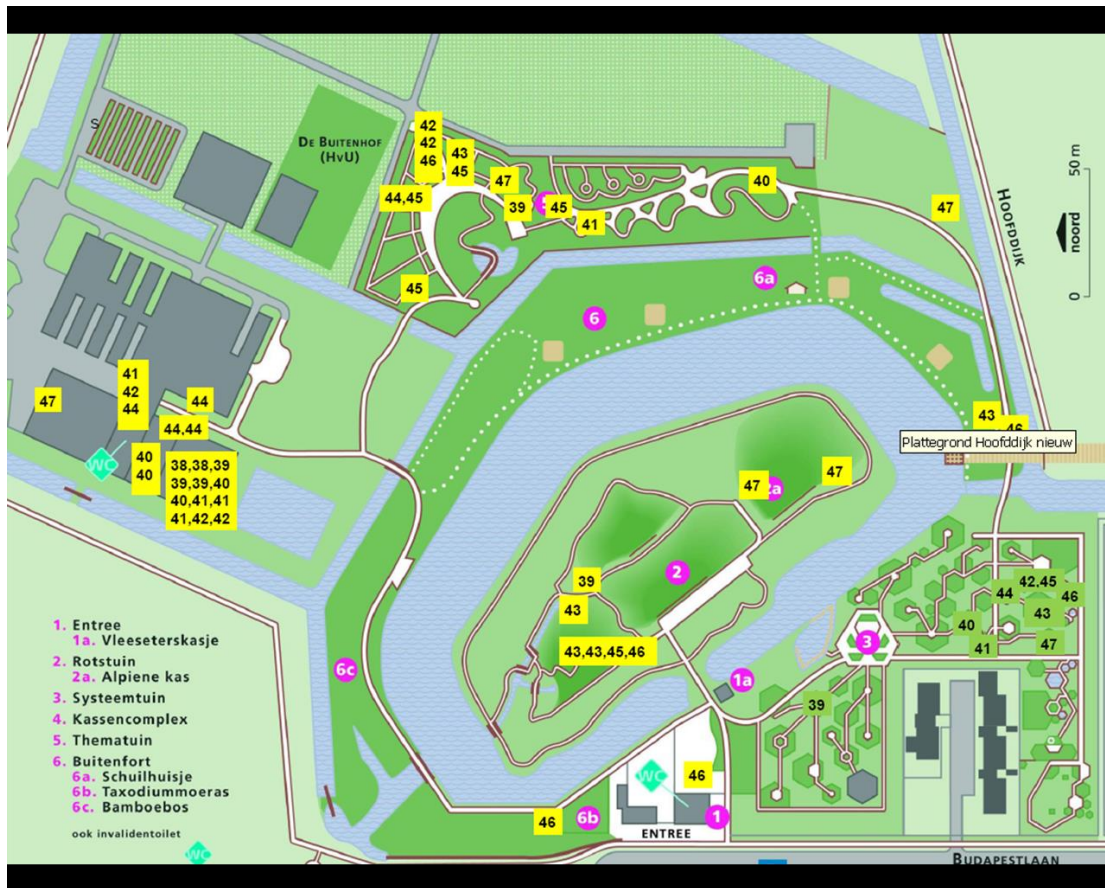 S
DE BUITENHOF
(HVU)
42
42
46
43
45
47
44,45
39
45
41
40
47
HOOFDDIJK
50 m
noord
0
45
6a
6
41
42
44
47
44
44,44
40
40
WC
38,38,39
39,39,40
40,41,41
41,42,42
43
46
Plattegrond Hoofddijk nieuw
47
2a
47
39
2
43
43,43,45,46
42,45
44
46
43
40
41
47
3
39
6c
1a
1. Entree
1a. Vleeseterskasje
2. Rotstuin
2a. Alpiene kas
3. Systeemtuin
4. Kassencomplex
5. Thematuin
6. Buitenfort
6a. Schuilhuisje
6b. Taxodiummoeras
6c. Bamboebos
ook invalidentoilet
WC
WC
46
46
6b
1
ENTREE
BUDAPESTLAAN